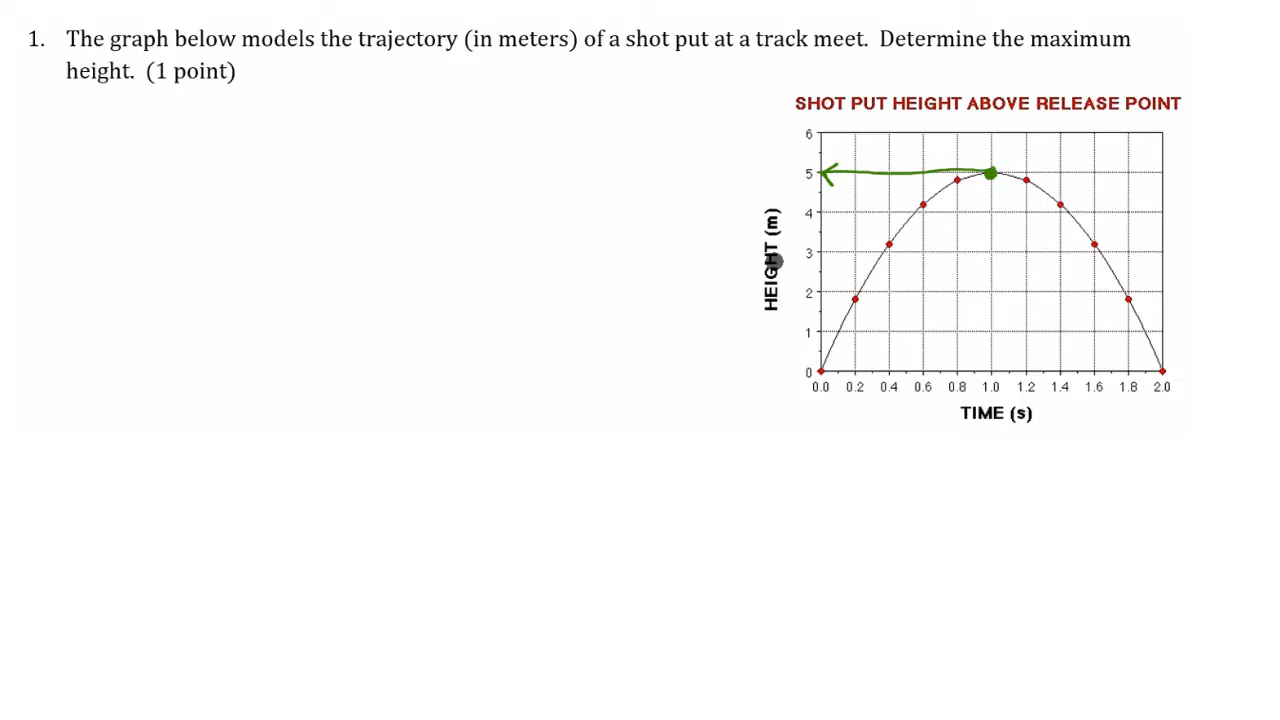 1. The graph below models the trajectory (in meters) of a shot put at a track meet. Determine the maximum
height. (1 point)
SHOT PUT HEIGHT ABOVE RELEASE POINT
6
5
4
3
2
1
0
HEIGHT (m)
0.0 0.2 0.4 0.6 0.8 1.0 1.2 1.4 1.6 1.8 2.0
TIME (s)